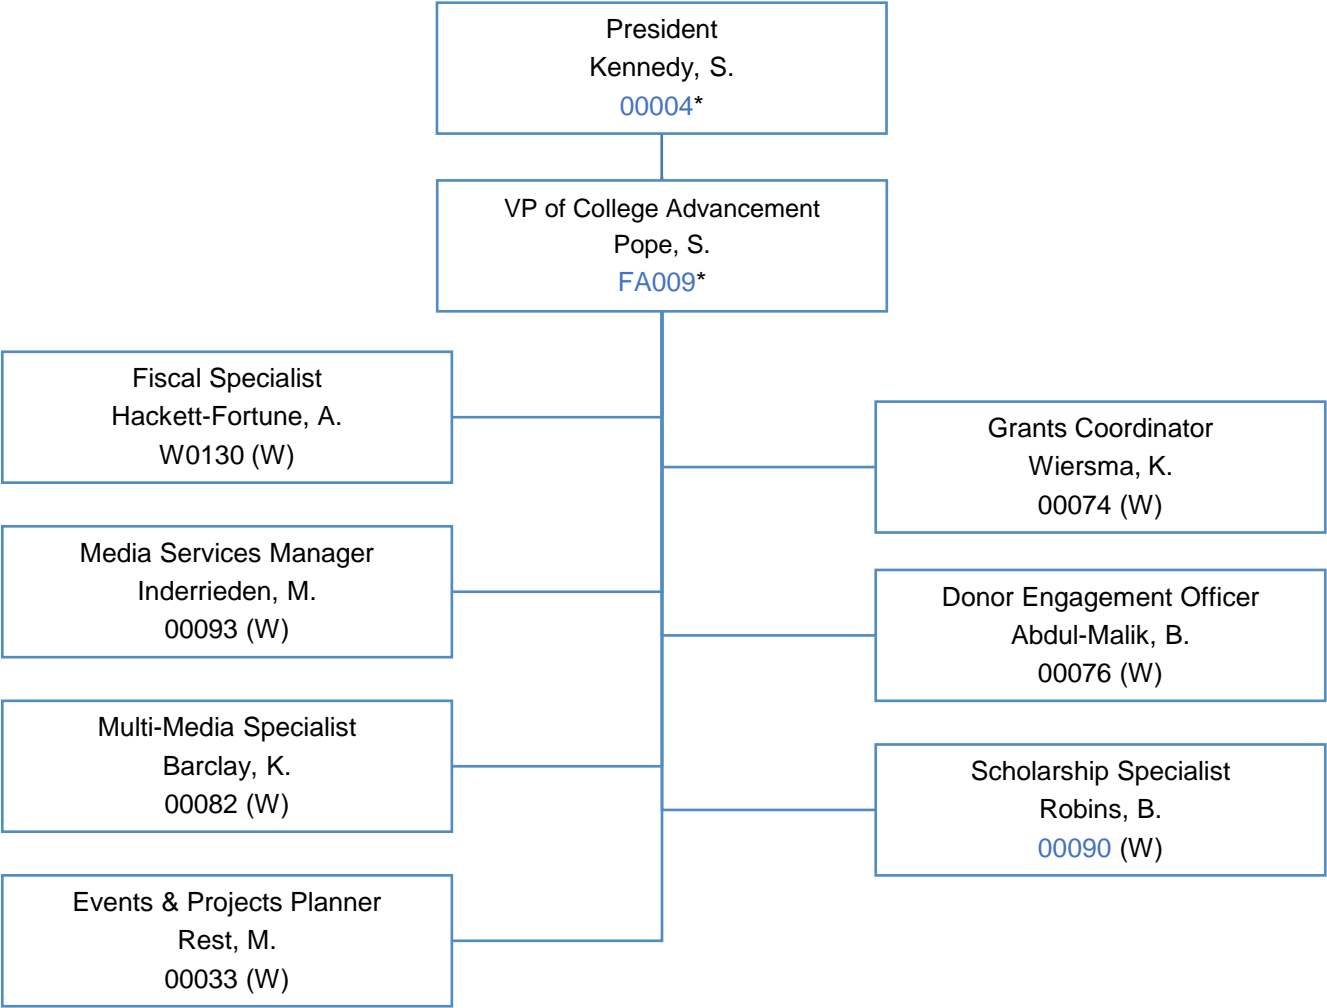 President
Kennedy, S.
00004*
VP of College Advancement
Pope, S.
FA009*
Fiscal Specialist
Hackett-Fortune, A.
W0130 (W)
Media Services Manager
Inderrieden, M.
00093 (W)
Multi-Media Specialist
Barclay, K.
00082 (W)
Events & Projects Planner
Rest, M.
00033 (W)
Grants Coordinator
Wiersma, K.
00074 (W)
Donor Engagement Officer
Abdul-Malik, B.
00076 (W)
Scholarship Specialist
Robins, B.
00090 (W)